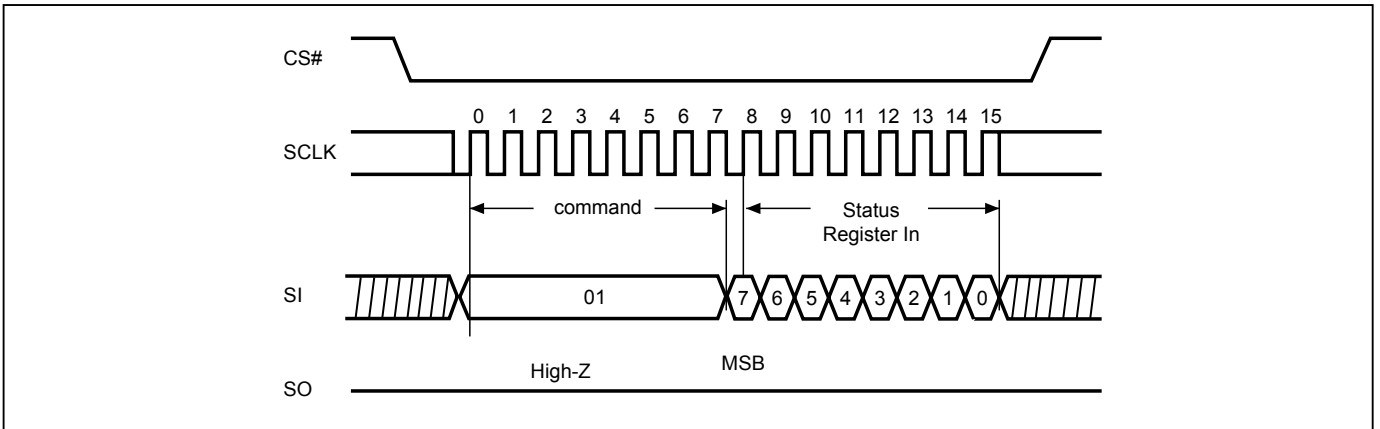 CS#
0 1 2 3 4 5 6 7 8 9 10 11 12 13 14 15
SCLK
command
Status
Register In
SI
01
7 6 5 4 3 2 1 0
High-Z
MSB
SO